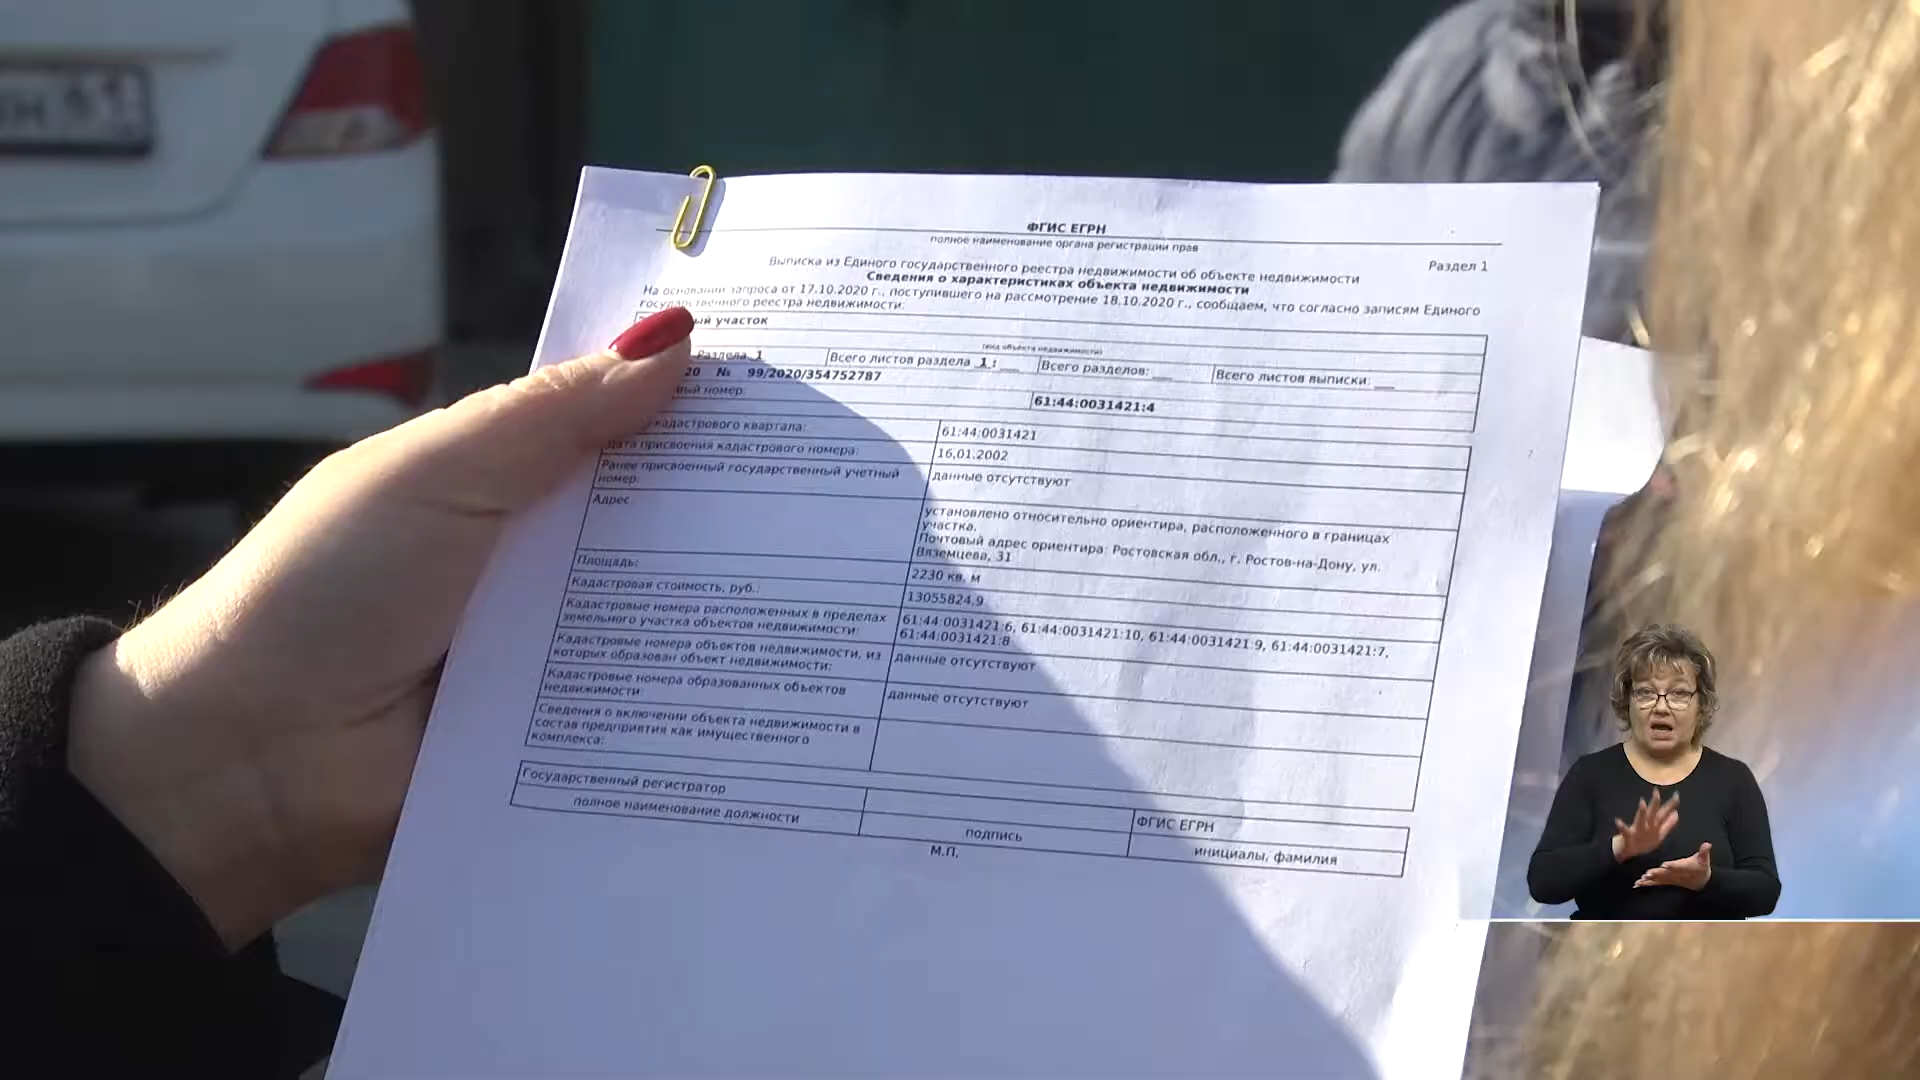 61
ФГИС ЕГРН
полное наименование органа регистрации прав
Раздел 1
Выписка из Единого государственного реестра недвижимости об объекте недвижимости
Сведения о характеристиках объекта недвижимости
На основании запроса от 17.10.2020 г., поступившего на рассмотрение 18.10.2020 г., сообщаем, что согласно записям Единого
государственного реестра недвижимости:
ый участок
(вид объекта недвижимости)
Раздела 1 Всего листов раздела 1 : ___ Всего разделов: ___ Всего листов выписки: ___
20 № 99/2020/354752787
ый номер: 61:44:0031421:4
кадастрового квартала: 61:44:0031421
Дата присвоения кадастрового номера: 16.01.2002
Ранее присвоенный государственный учетный
номер: данные отсутствуют
Адрес
установлено относительно ориентира, расположенного в границах
участка.
Почтовый адрес ориентира: Ростовская обл., г. Ростов-на-Дону, ул.
Вяземцева, 31
Площадь: 2230 кв. м
Кадастровая стоимость, руб.: 13055824.9
Кадастровые номера расположенных в пределах
земельного участка объектов недвижимости:
61:44:0031421:6, 61:44:0031421:10, 61:44:0031421:9, 61:44:0031421:7,
61:44:0031421:8
Кадастровые номера объектов недвижимости, из
которых образован объект недвижимости: данные отсутствуют
Кадастровые номера образованных объектов
недвижимости: данные отсутствуют
Сведения о включении объекта недвижимости в
состав предприятия как имущественного
комплекса:
Государственный регистратор ФГИС ЕГРН
полное наименование должности подпись инициалы, фамилия
М.П.